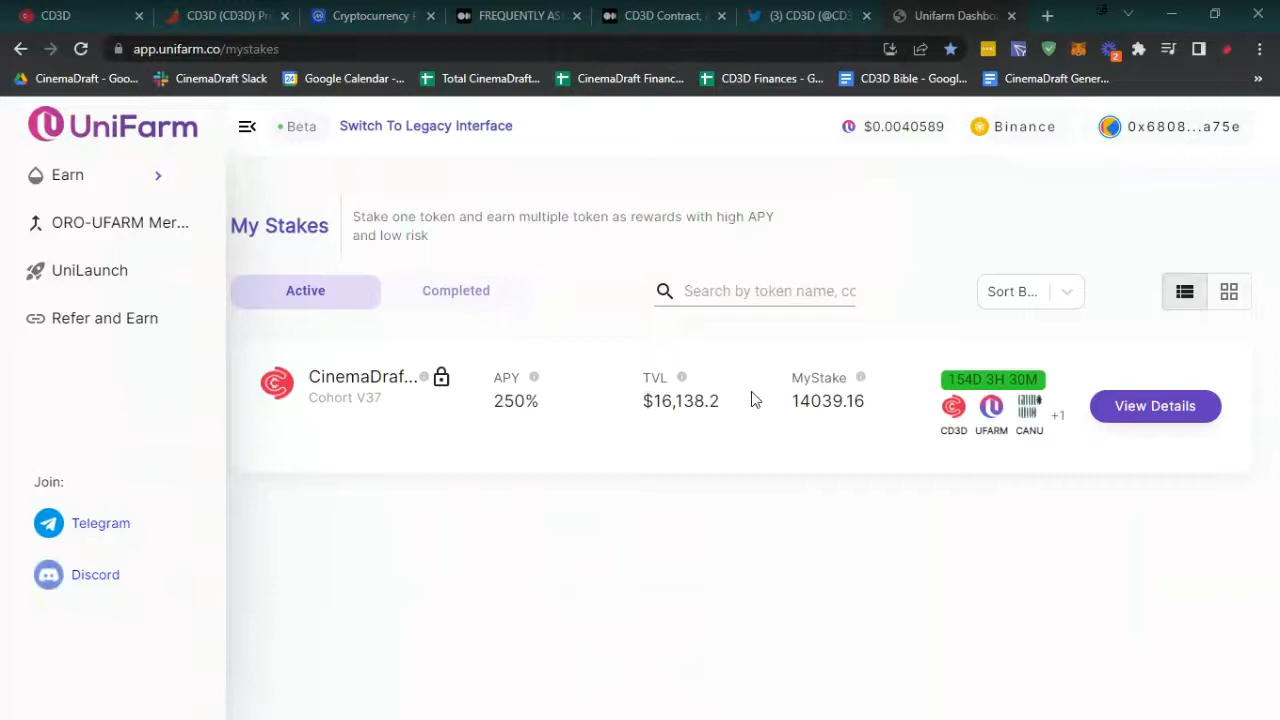 CD3D
CD3D (CD3D) Pr
Cryptocurrency P
FREQUENTLY AS
CD3D Contract, A
(3) CD3D (@CD3
Unifarm Dashbo
app.unifarm.co/mystakes
2
CinemaDraft - Goo...
CinemaDraft Slack
Google Calendar -...
Total CinemaDraft...
CinemaDraft Financ...
CD3D Finances - G...
CD3D Bible - Googl...
CinemaDraft Gener...
»
UniFarm
Beta
Switch To Legacy Interface
$0.0040589
Binance
0x6808...a75e
Earn
ORO-UFARM Mer...
UniLaunch
Refer and Earn
My Stakes
Stake one token and earn multiple token as rewards with high APY
and low risk
Active
Completed
Search by token name, cc
Sort B...
CinemaDraf...
Cohort V37
APY
250%
TVL
$16,138.2
MyStake
14039.16
154D 3H 30M
CD3D
UFARM
CANU
+1
View Details
Join:
Telegram
Discord